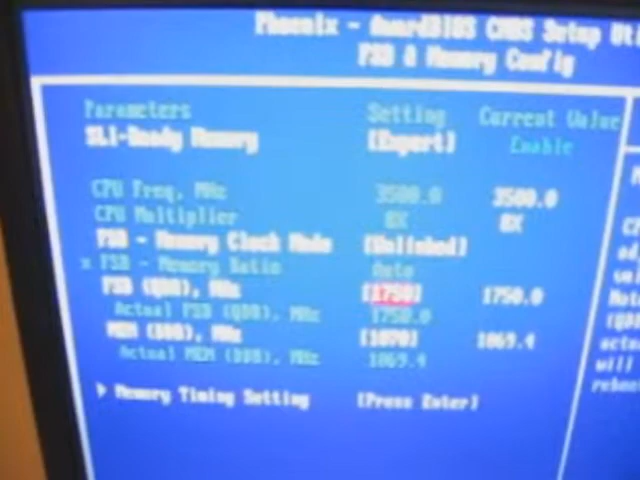 Phoenix - AwardBIOS CMOS Setup Uti
FSB & Memory Config
Parameters Setting Current Value
SLI-Ready Memory [Expert] Enable
CPU Freq, MHz 3500.0 3500.0
CPU Multiplier 8X 8X
FSB - Memory Clock Mode [Unlinked]
x FSB - Memory Ratio Auto
FSB (QDR), MHz [1750] 1750.0
Actual FSB (QDR), MHz 1750.0
MEM (DDR), MHz [1070] 1069.4
Actual MEM (DDR), MHz 1069.4
Memory Timing Setting [Press Enter]